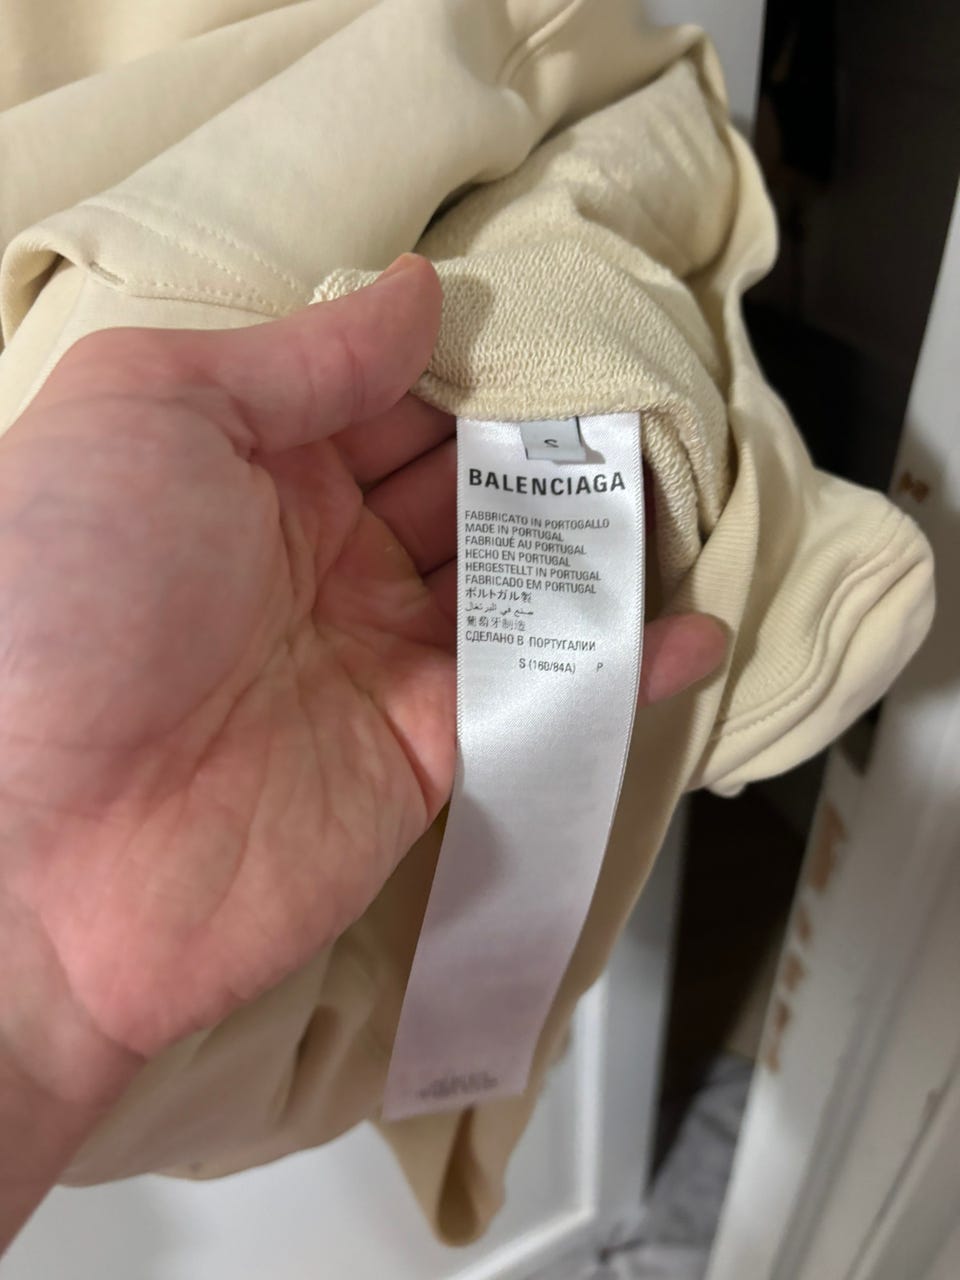 S
BALENCIAGA
FABBRICATO IN PORTOGALLO
MADE IN PORTUGAL
FABRIQUÉ AU PORTUGAL
HECHO EN PORTUGAL
HERGESTELLT IN PORTUGAL
FABRICADO EM PORTUGAL
ポルトガル製
صنع في البرتغال
葡萄牙制造
СДЕЛАНО В ПОРТУГАЛИИ
S (160/84A) P